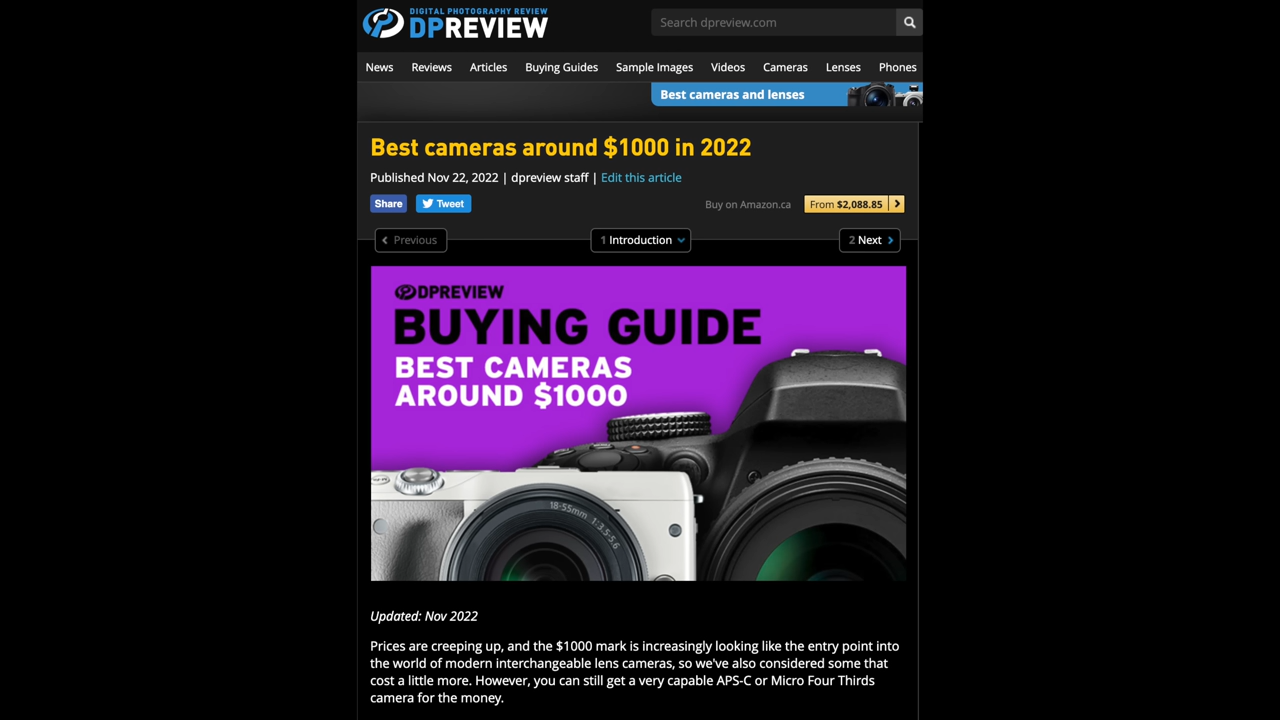 DIGITAL PHOTOGRAPHY REVIEW
DPREVIEW
Search dpreview.com
News Reviews Articles Buying Guides Sample Images Videos Cameras Lenses Phones
Best cameras and lenses
Best cameras around $1000 in 2022
Published Nov 22, 2022 | dpreview staff | Edit this article
Share Tweet Buy on Amazon.ca From $2,088.85
Previous 1 Introduction 2 Next
DPREVIEW
BUYING GUIDE
BEST CAMERAS
AROUND $1000
18-55mm 1:3.5-5.6
Updated: Nov 2022
Prices are creeping up, and the $1000 mark is increasingly looking like the entry point into
the world of modern interchangeable lens cameras, so we've also considered some that
cost a little more. However, you can still get a very capable APS-C or Micro Four Thirds
camera for the money.